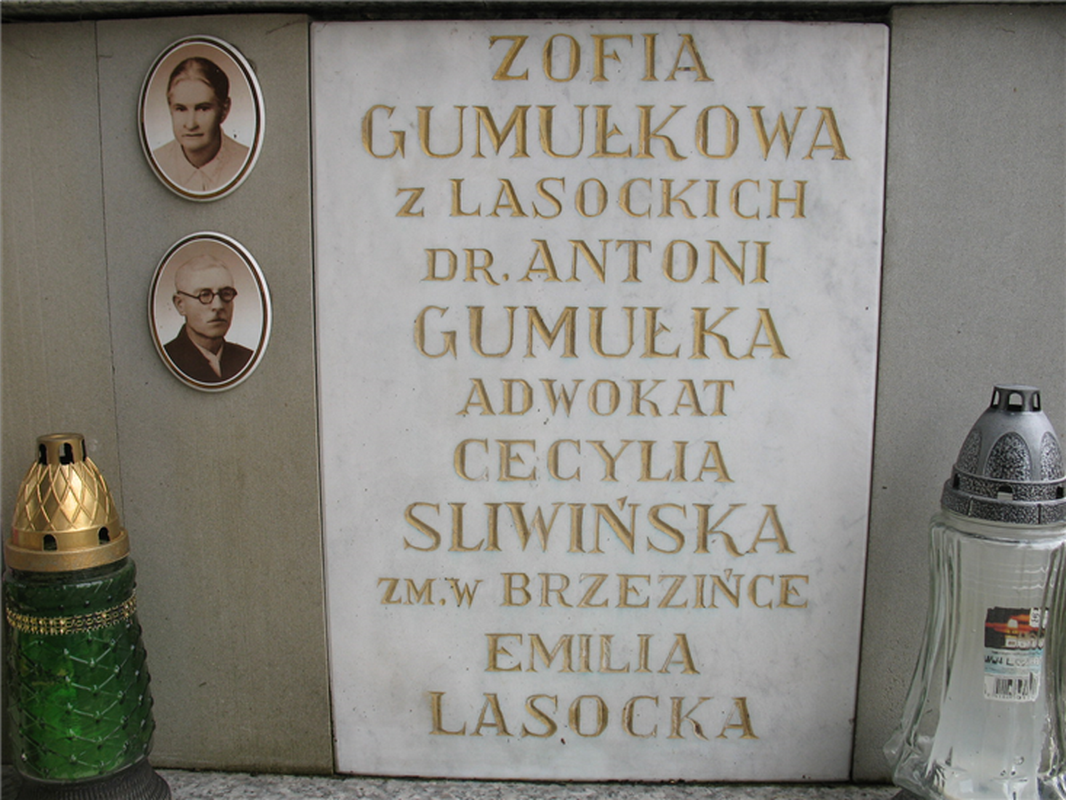 ZOFIA
GUMUŁKOWA
Z LASOCKICH
DR. ANTONI
GUMUŁKA
ADWOKAT
CECYLIA
SLIWIŃSKA
ZM. W BRZEZIŃCE
EMILIA
LASOCKA